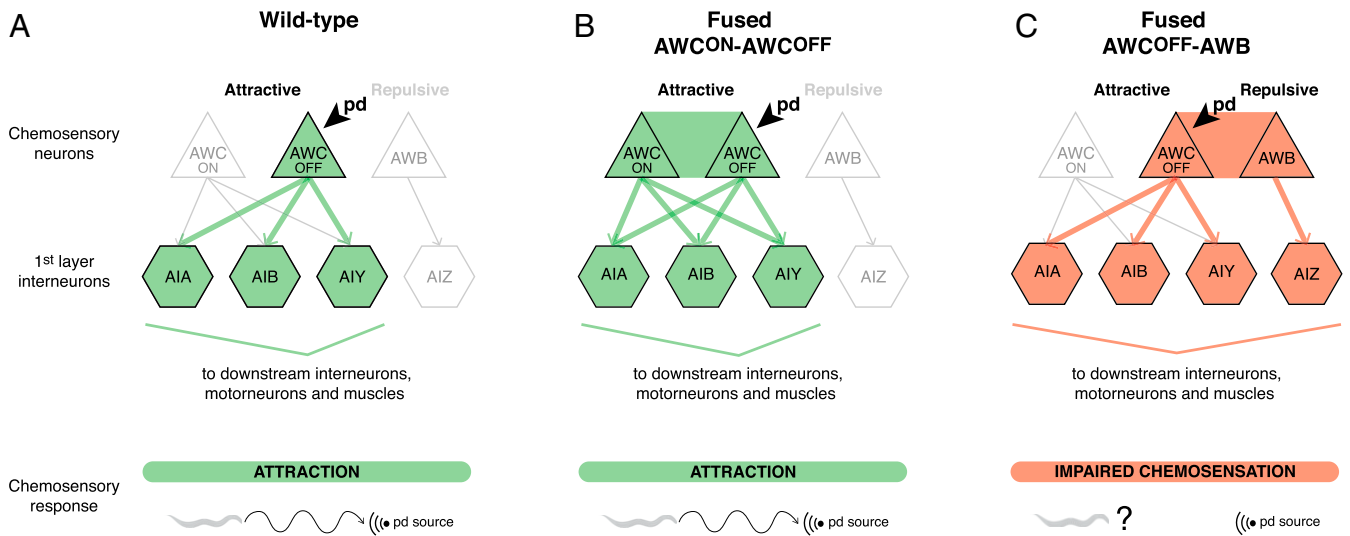 A
Wild-type
Attractive
Repulsive
pd
Chemosensory
neurons
AWC
ON
AWC
OFF
AWB
1st layer
interneurons
AIA
AIB
AIY
AIZ
to downstream interneurons,
motorneurons and muscles
Chemosensory
response
ATTRACTION
pd source
B
Fused
AWCON-AWCOFF
Attractive
Repulsive
pd
AWC
ON
AWC
OFF
AWB
AIA
AIB
AIY
AIZ
to downstream interneurons,
motorneurons and muscles
ATTRACTION
pd source
C
Fused
AWCOFF-AWB
Attractive
Repulsive
pd
AWC
ON
AWC
OFF
AWB
AIA
AIB
AIY
AIZ
to downstream interneurons,
motorneurons and muscles
IMPAIRED CHEMOSENSATION
?
pd source